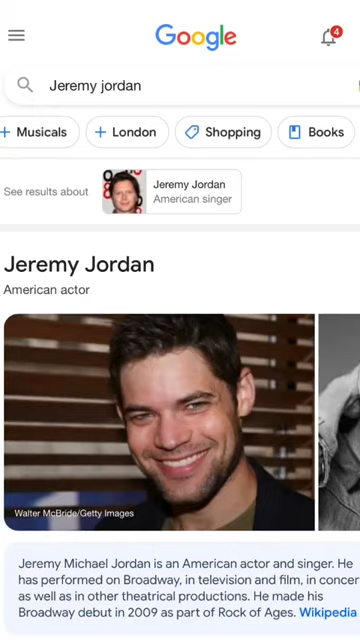 Google
4
Jeremy jordan
+ Musicals
+ London
Shopping
Books
See results about
Jeremy Jordan
American singer
Jeremy Jordan
American actor
Walter McBride/Getty Images
Jeremy Michael Jordan is an American actor and singer. He
has performed on Broadway, in television and film, in concer
as well as in other theatrical productions. He made his
Broadway debut in 2009 as part of Rock of Ages. Wikipedia